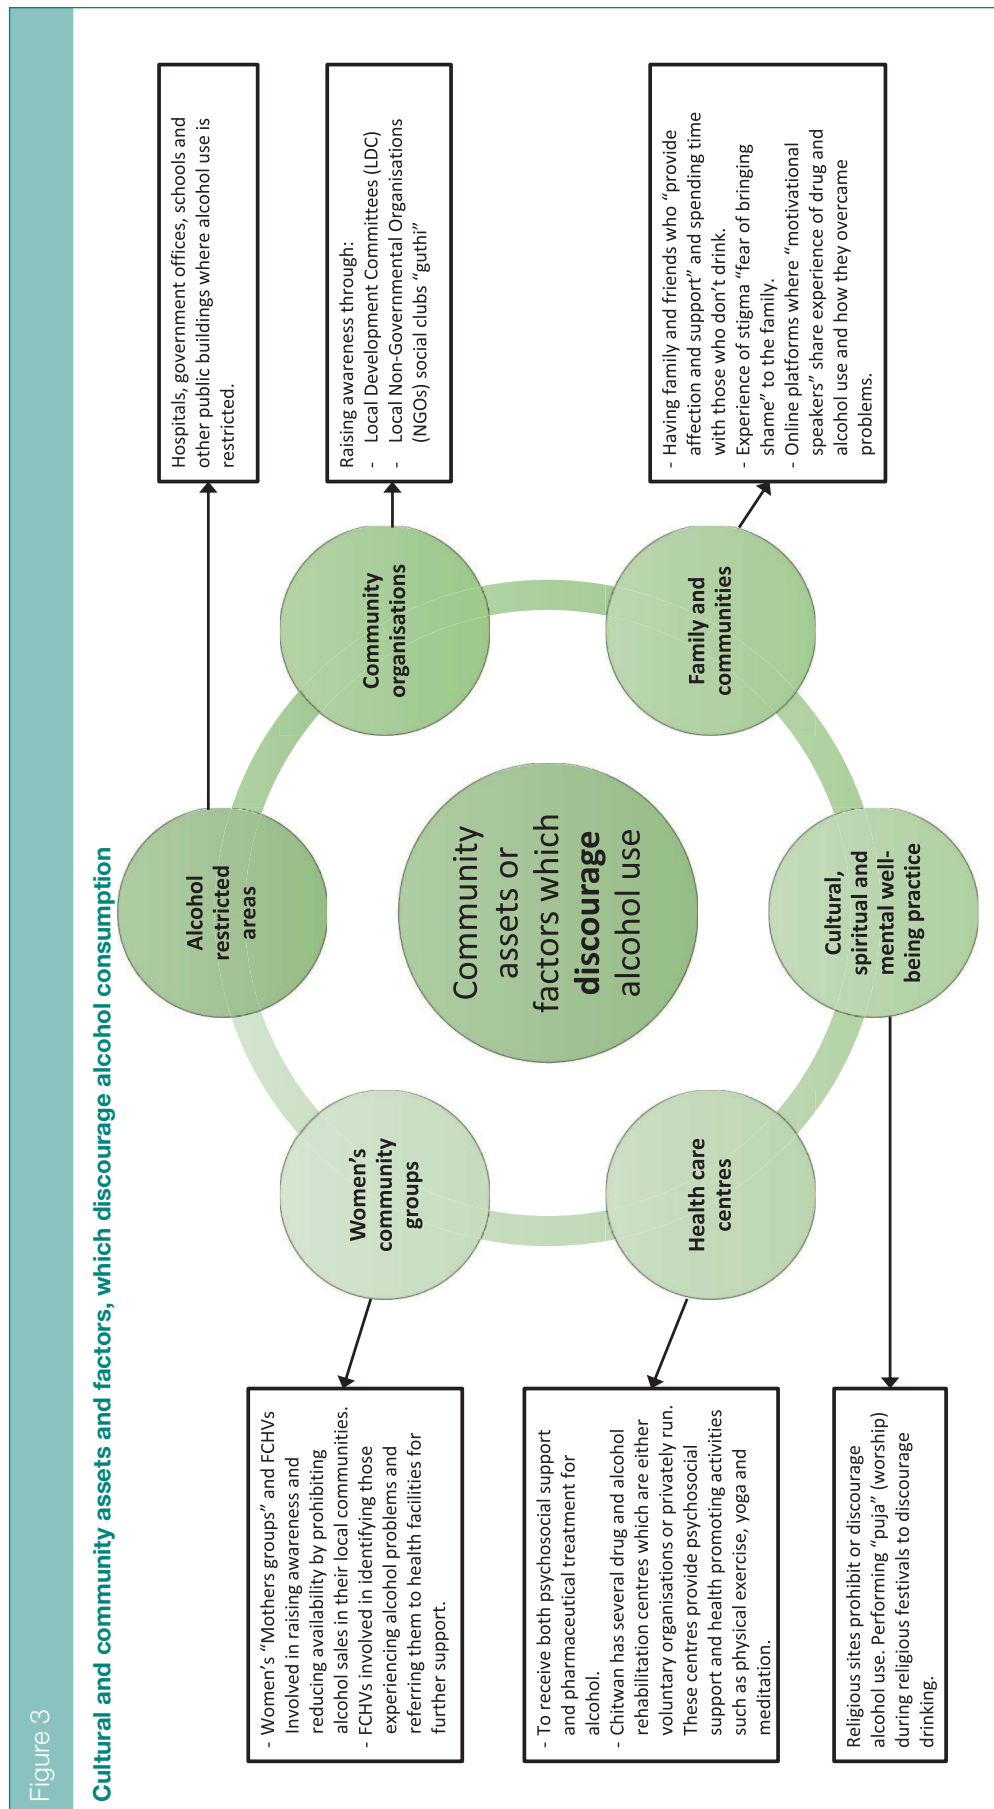 Figure 3
Cultural and community assets and factors, which discourage alcohol consumption
Community
assets or
factors which
discourage
alcohol use
Alcohol
restricted
areas
Hospitals, government offices, schools and
other public buildings where alcohol use is
restricted.
Community
organisations
Raising awareness through:
- Local Development Committees (LDC)
- Local Non-Governmental Organisations
(NGOs) social clubs “guthi”
Family and
communities
- Having family and friends who “provide
affection and support” and spending time
with those who don’t drink.
- Experience of stigma “fear of bringing
shame” to the family.
- Online platforms where “motivational
speakers” share experience of drug and
alcohol use and how they overcame
problems.
Cultural,
spiritual and
mental well-
being practice
Religious sites prohibit or discourage
alcohol use. Performing “puja” (worship)
during religious festivals to discourage
drinking.
Health care
centres
- To receive both psychosocial support
and pharmaceutical treatment for
alcohol.
- Chitwan has several drug and alcohol
rehabilitation centres which are either
voluntary organisations or privately run.
These centres provide psychosocial
support and health promoting activities
such as physical exercise, yoga and
meditation.
Women’s
community
groups
- Women’s “Mothers groups” and FCHVs
Involved in raising awareness and
reducing availability by prohibiting
alcohol sales in their local communities.
- FCHVs involved in identifying those
experiencing alcohol problems and
referring them to health facilities for
further support.